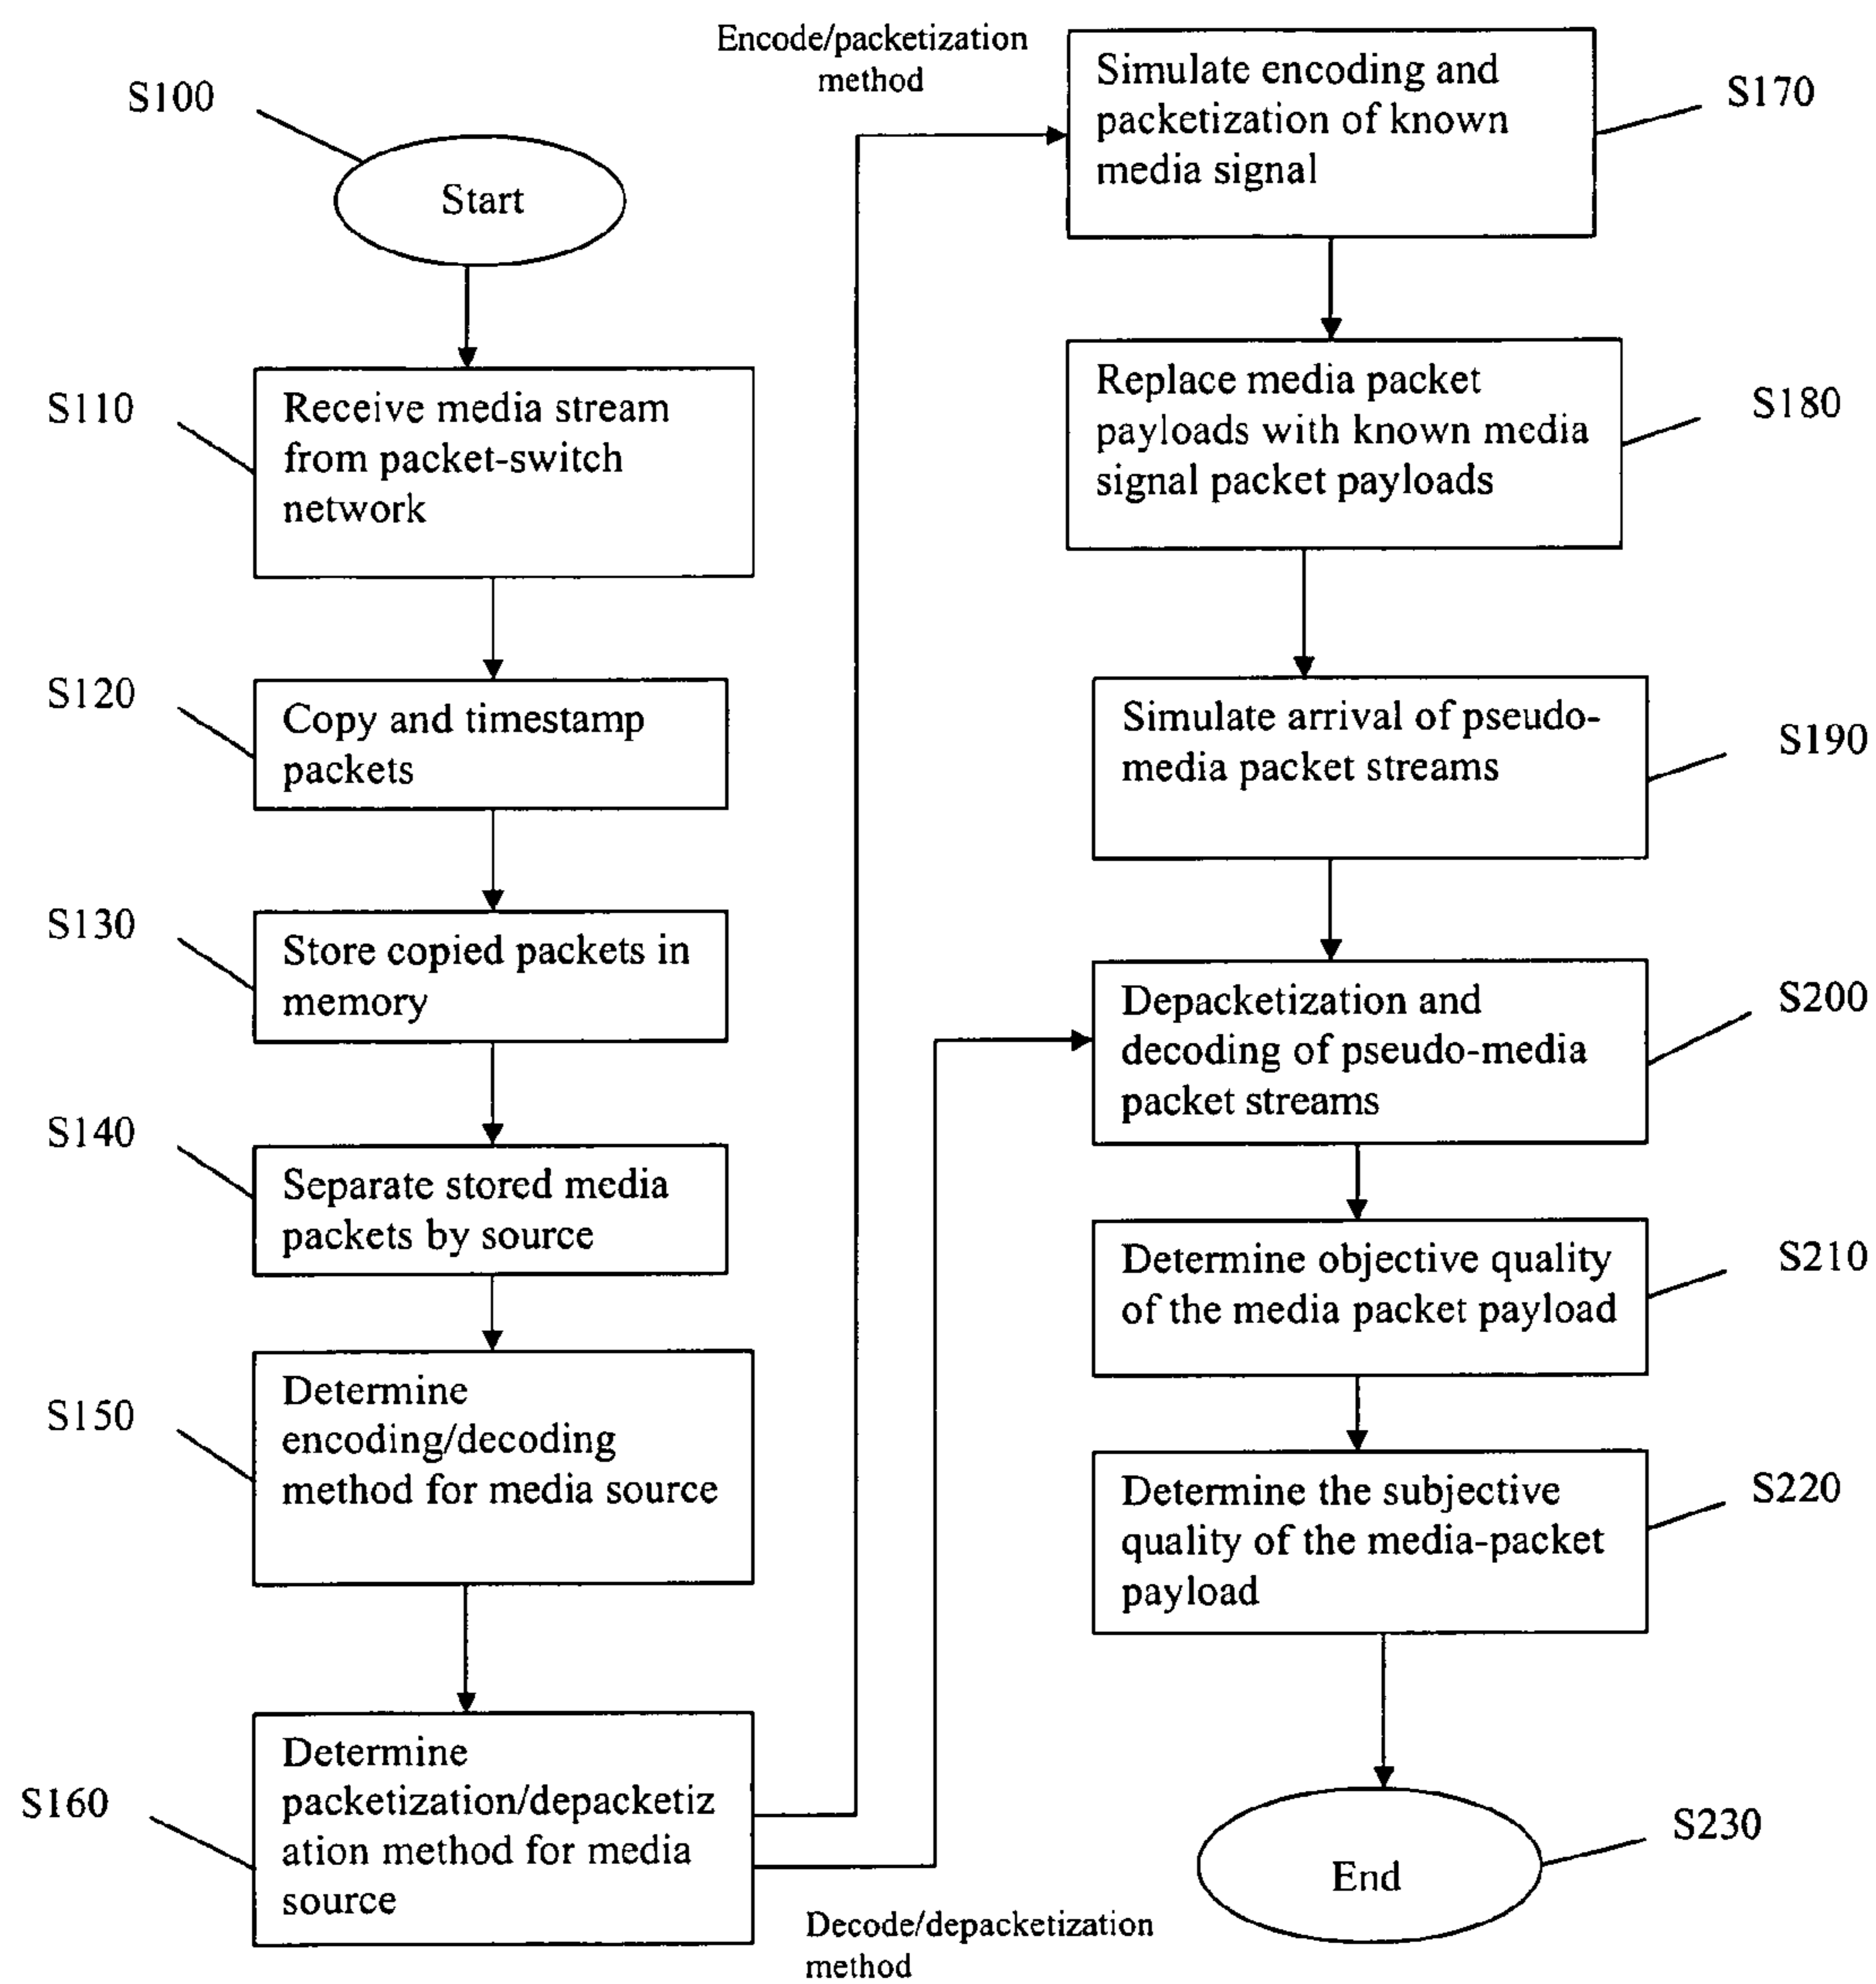 S100
Start
S110
Receive media stream
from packet-switch
network
S120
Copy and timestamp
packets
S130
Store copied packets in
memory
S140
Separate stored media
packets by source
S150
Determine
encoding/decoding
method for media source
S160
Determine
packetization/depacketiz
ation method for media
source
Encode/packetization
method
Decode/depacketization
method
Simulate encoding and
packetization of known
media signal
S170
Replace media packet
payloads with known media
signal packet payloads
S180
Simulate arrival of pseudo-
media packet streams
S190
Depacketization and
decoding of pseudo-media
packet streams
S200
Determine objective quality
of the media packet payload
S210
Determine the subjective
quality of the media-packet
payload
S220
End
S230